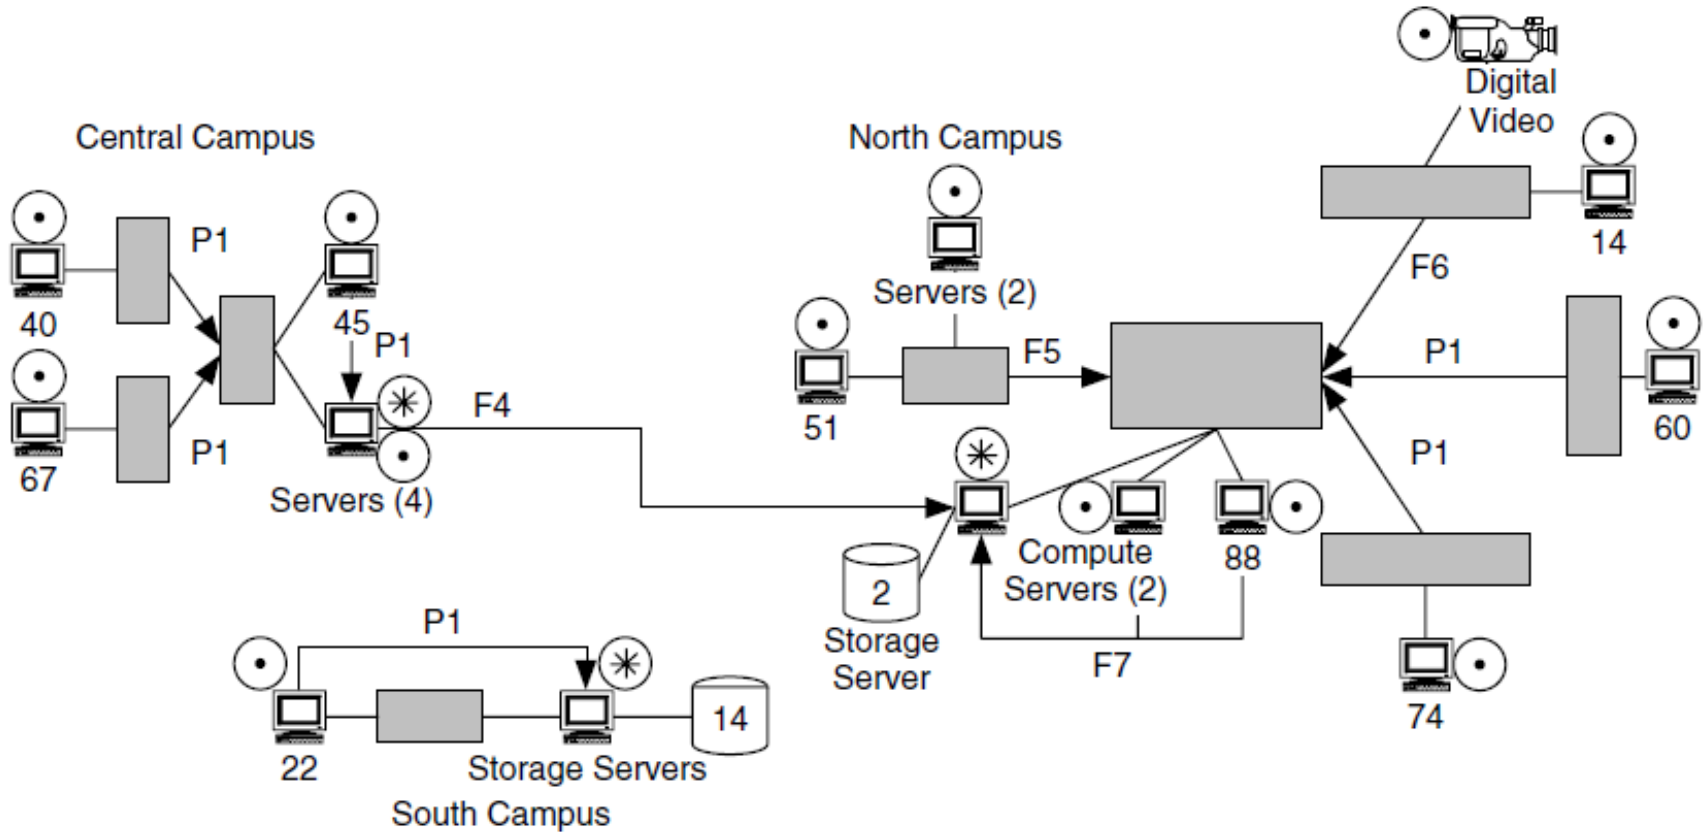 Digital
Video
Central Campus
North Campus
P1
14
F6
Servers (2)
40
45
P1
F5
P1
F4
51
60
P1
67
P1
Servers (4)
Compute
Servers (2)
88
2
Storage
Server
P1
F7
14
74
22
Storage Servers
South Campus